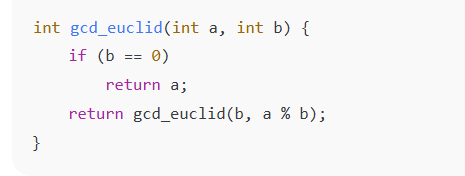 int gcd_euclid(int a, int b) {
    if (b == 0)
        return a;
    return gcd_euclid(b, a % b);
}